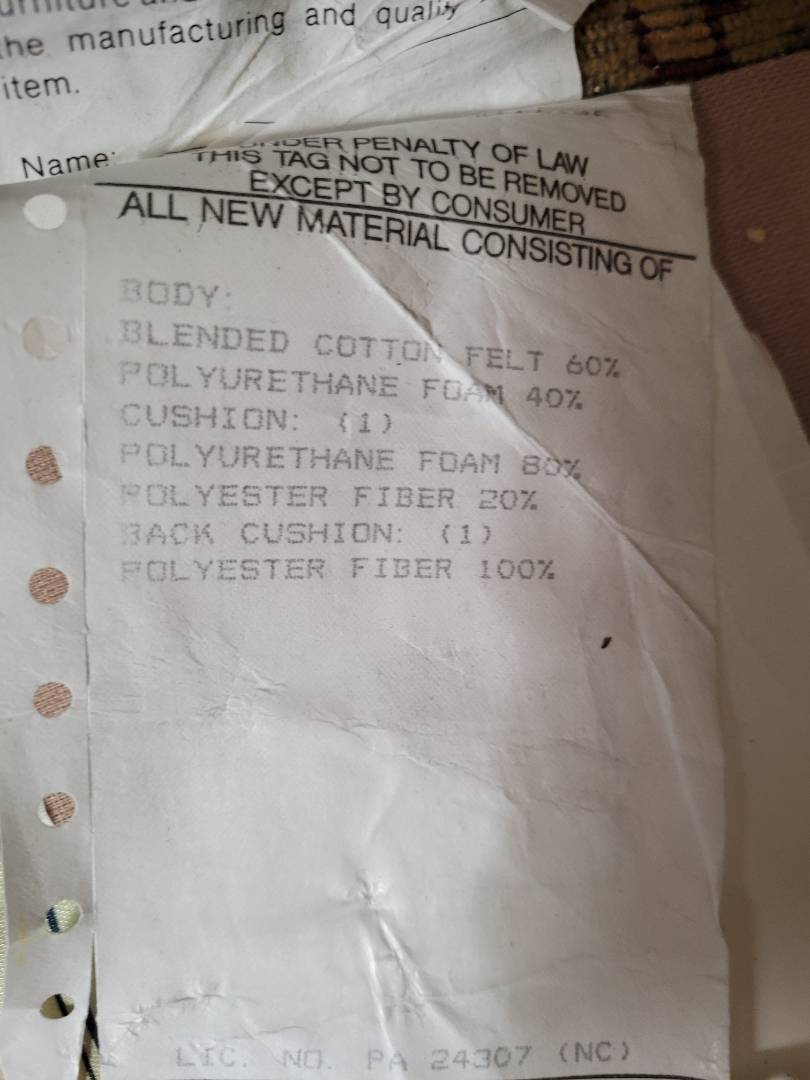 the manufacturing and quality
item.
Name:
UNDER PENALTY OF LAW
THIS TAG NOT TO BE REMOVED
EXCEPT BY CONSUMER
ALL NEW MATERIAL CONSISTING OF
BODY:
BLENDED COTTON FELT 60%
POLYURETHANE FOAM 40%
CUSHION: (1)
POLYURETHANE FOAM 80%
POLYESTER FIBER 20%
BACK CUSHION: (1)
POLYESTER FIBER 100%
LIC. NO. PA 24307 (NC)